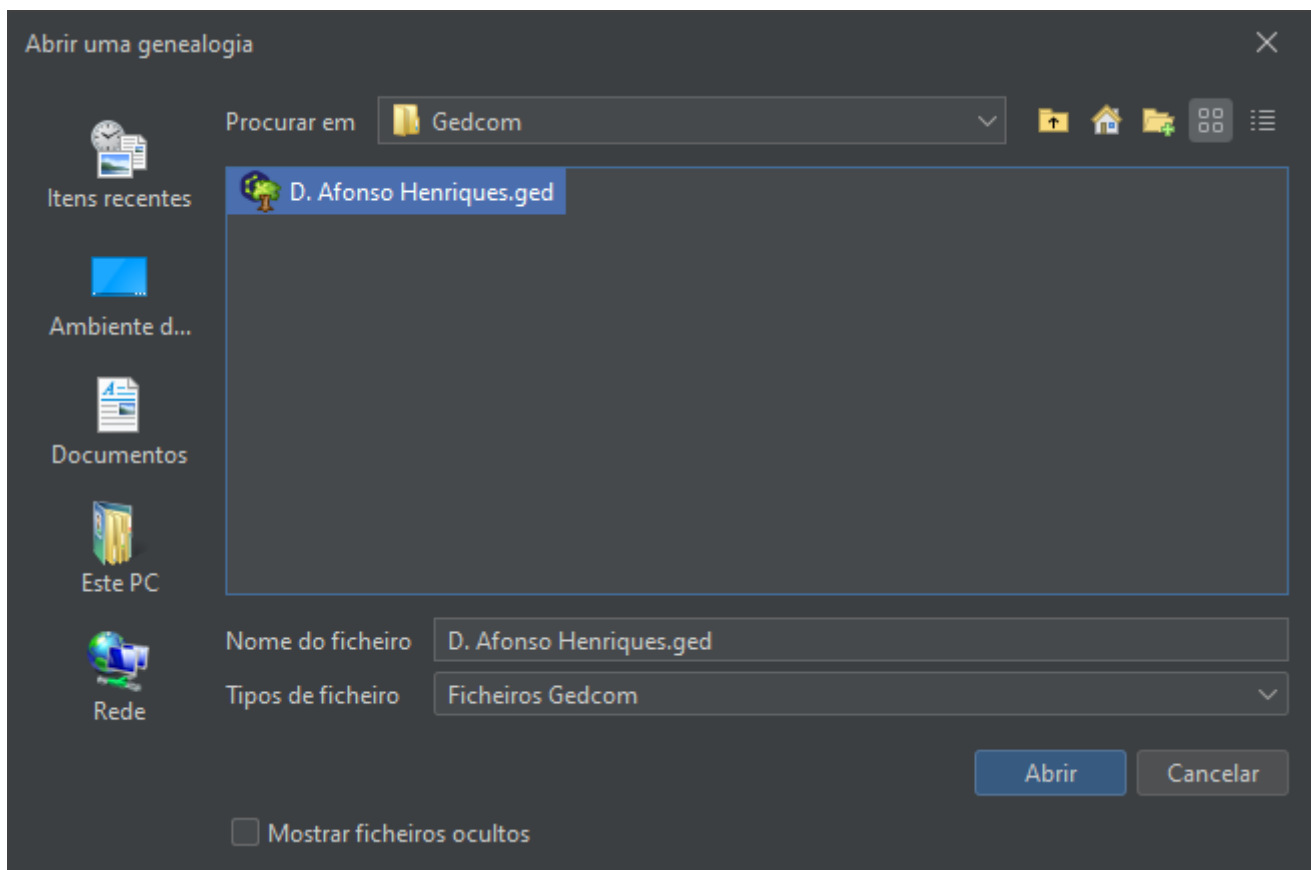 Abrir uma genealogia
Procurar em
Gedcom
Itens recentes
Ambiente d...
Documentos
Este PC
Rede
D. Afonso Henriques.ged
Nome do ficheiro
D. Afonso Henriques.ged
Tipos de ficheiro
Ficheiros Gedcom
Abrir
Cancelar
Mostrar ficheiros ocultos